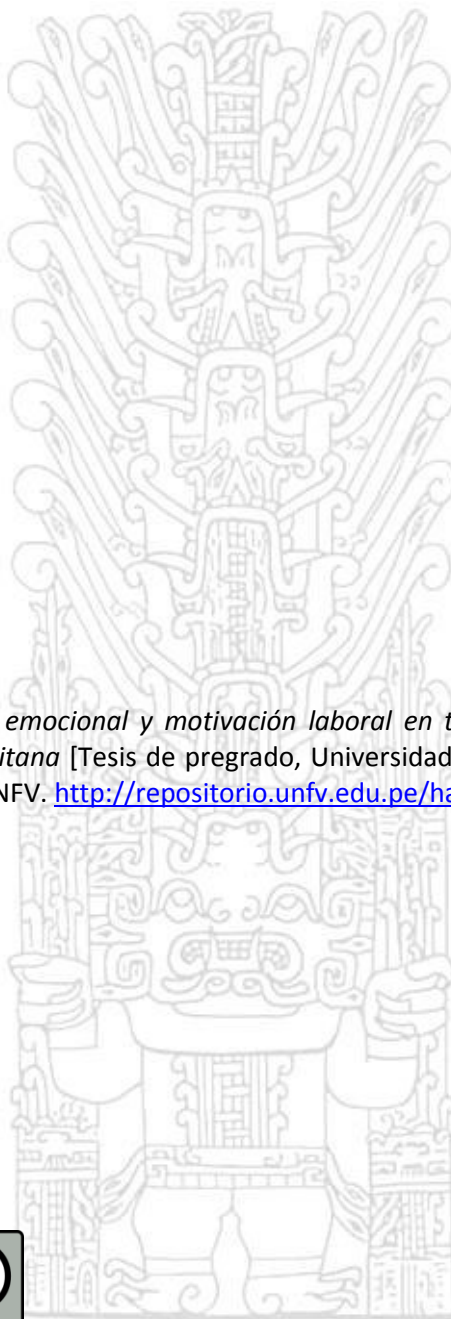 emocional y motivación laboral en
itana [Tesis de pregrado, Universidad
NFV. http://repositorio.unfv.edu.pe/ha